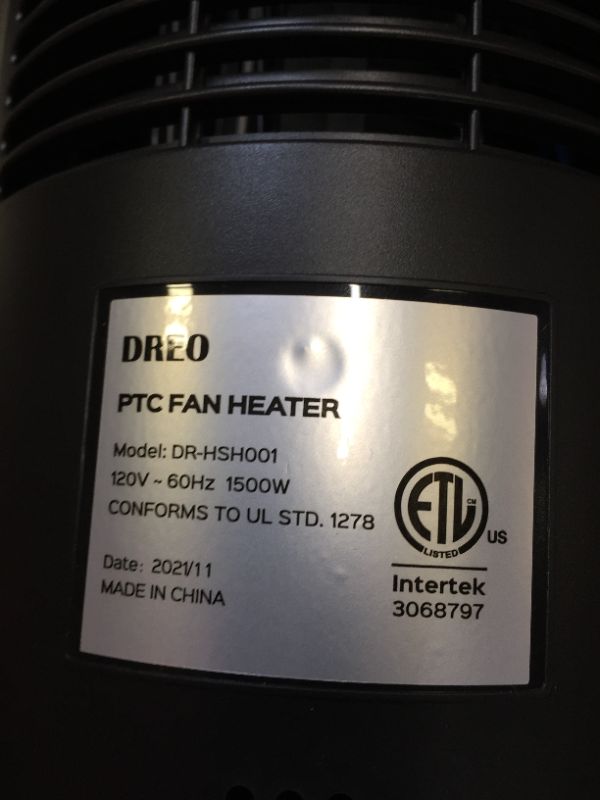 DREO
PTC FAN HEATER
Model: DR-HSH001
120V ~ 60Hz 1500W
CONFORMS TO UL STD. 1278
Date: 2021/11
MADE IN CHINA
ETL
CM
LISTED
US
Intertek
3068797